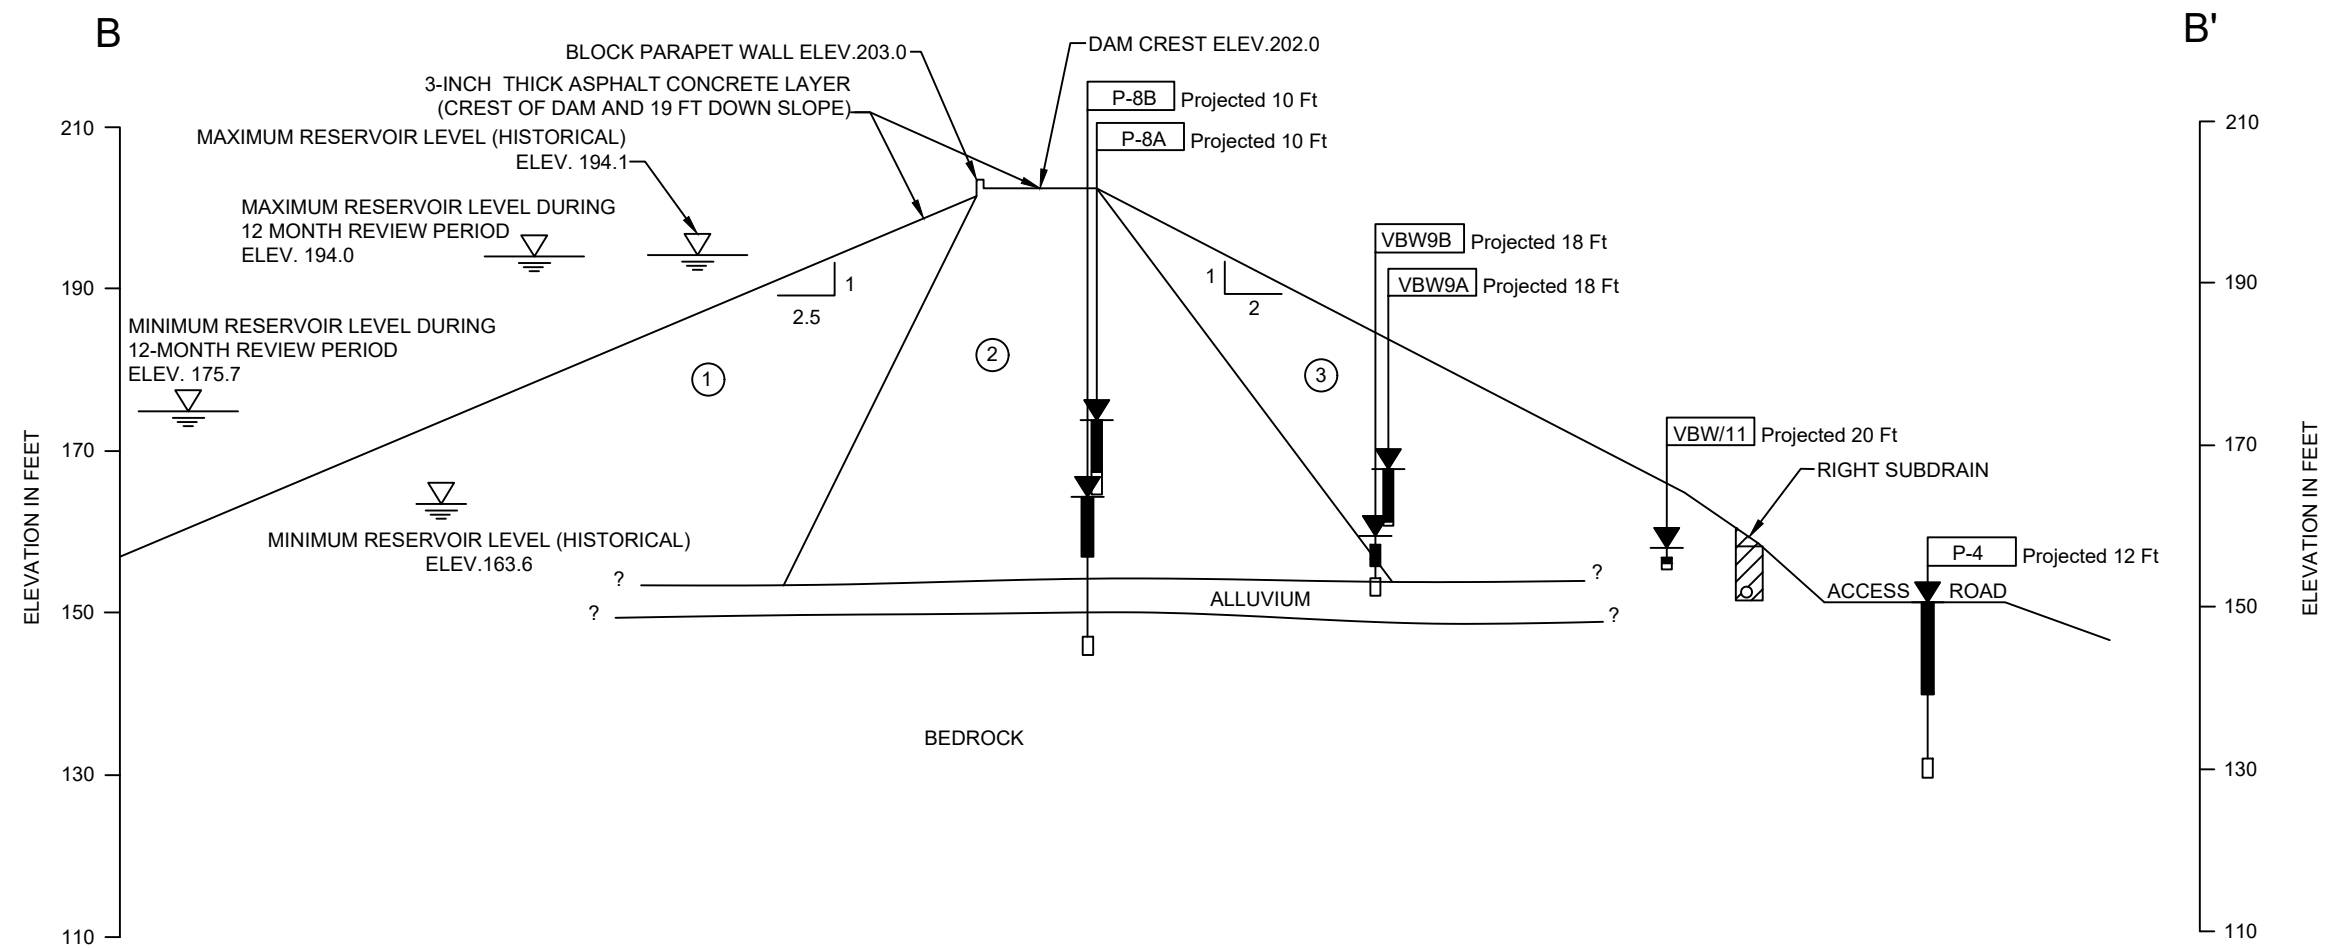 B
B'
BLOCK PARAPET WALL ELEV.203.0
DAM CREST ELEV.202.0
3-INCH THICK ASPHALT CONCRETE LAYER
(CREST OF DAM AND 19 FT DOWN SLOPE)
P-8B Projected 10 Ft
P-8A Projected 10 Ft
210
210
MAXIMUM RESERVOIR LEVEL (HISTORICAL)
ELEV. 194.1
MAXIMUM RESERVOIR LEVEL DURING
12 MONTH REVIEW PERIOD
ELEV. 194.0
VBW9B Projected 18 Ft
VBW9A Projected 18 Ft
190
1
2.5
1
2
190
MINIMUM RESERVOIR LEVEL DURING
12-MONTH REVIEW PERIOD
ELEV. 175.7
1
2
3
VBW/11 Projected 20 Ft
RIGHT SUBDRAIN
170
170
ELEVATION IN FEET
ELEVATION IN FEET
MINIMUM RESERVOIR LEVEL (HISTORICAL)
ELEV.163.6
P-4 Projected 12 Ft
? ?
ALLUVIUM
ACCESS ROAD
? ?
150
150
BEDROCK
130
130
110
110